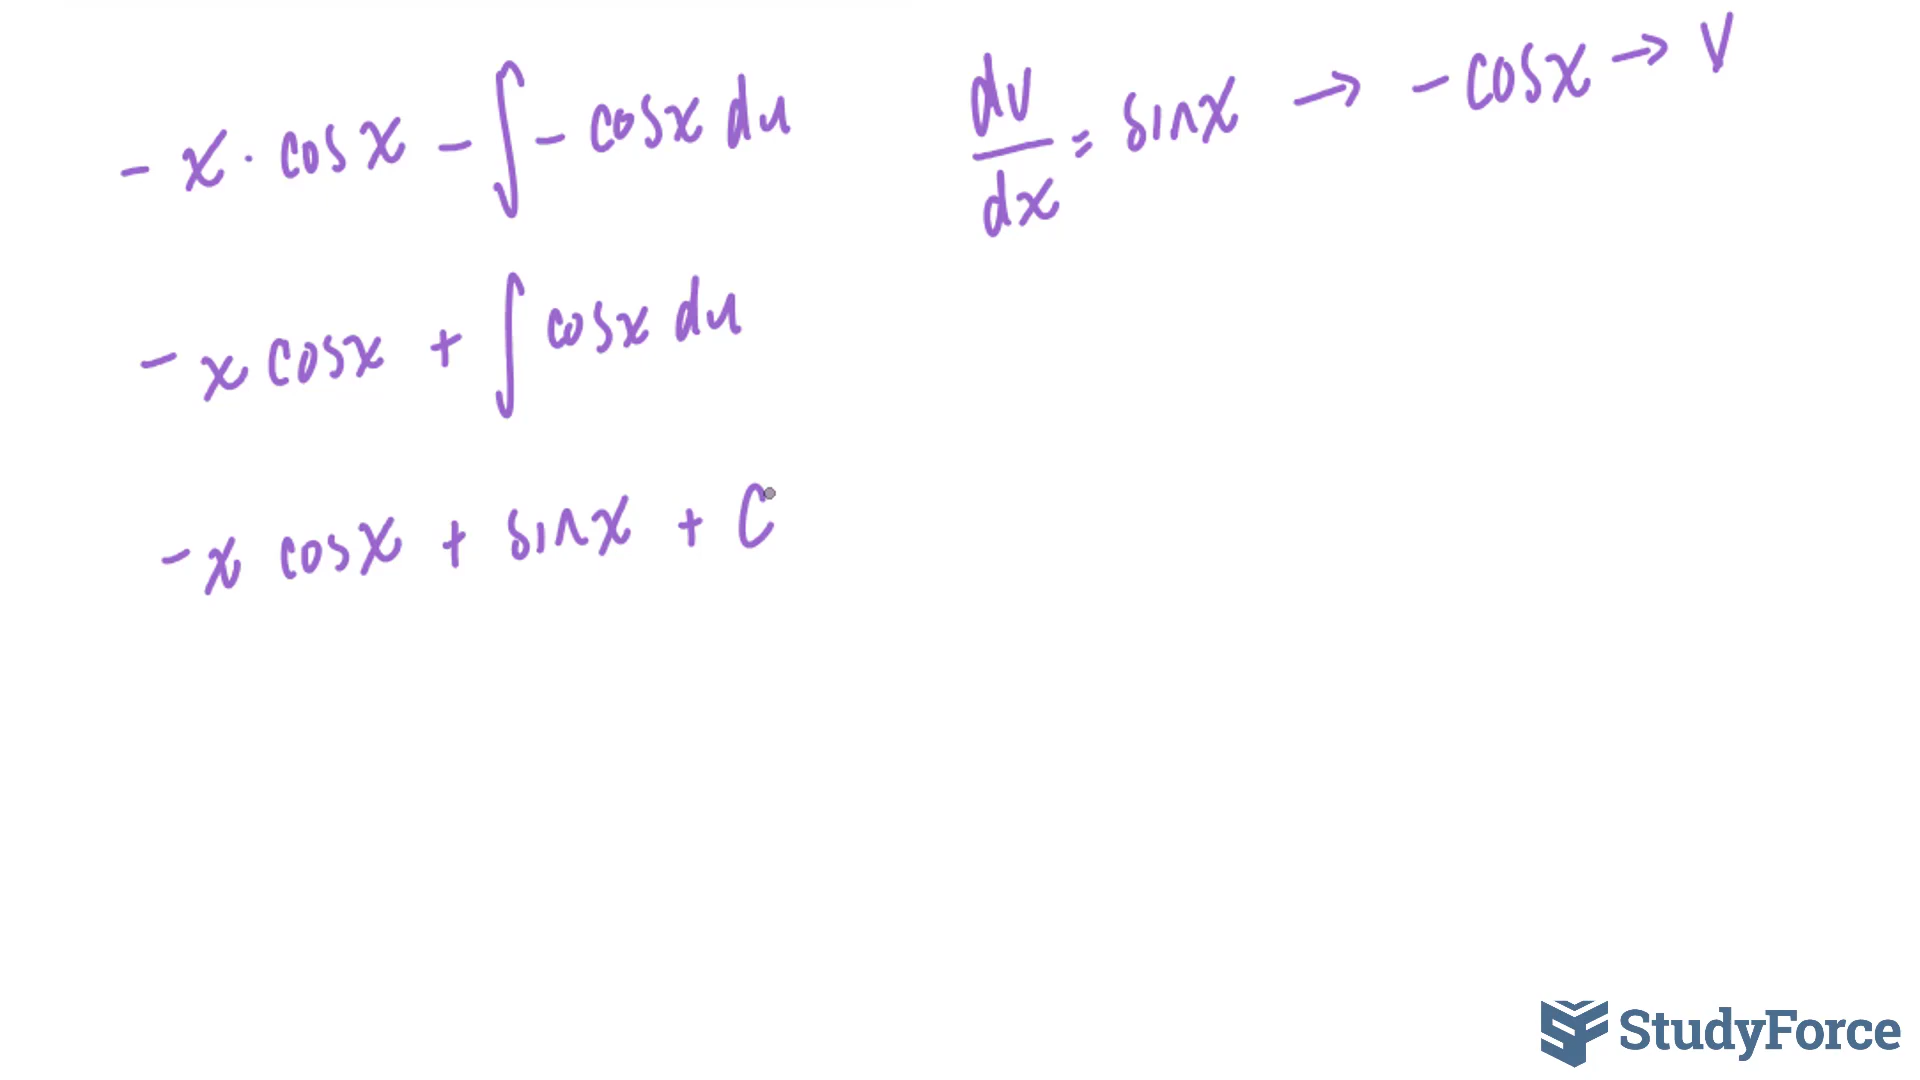 - x · cos x - ∫ - cos x du
dv/dx = sin x → - cos x → v
- x cos x + ∫ cos x du
- x cos x + sin x + C
StudyForce